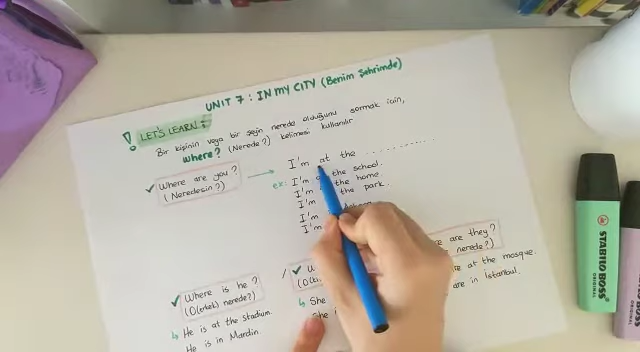 UNIT 7 : IN MY CITY (Benim Şehrimde)
! LET'S LEARN :
Bir kişinin veya bir şeyin nerede olduğunu sormak için,
where? (Nerede?) kelimesi kullanılır
✓ Where are you?
(Neredesin?)
I'm at the ............
ex: I'm the school.
I'm the home
I'm the park.
I'm
I'm
I'm
are they?
nerede?)
at the mosque.
are in İstanbul.
✓ Where is he?
(O(erkek) nerede?)
↳ He is at the stadium.
He is in Mardin.
/ ✓
↳ She
She
STABILO BOSS
ORIGINAL
STABILO BOSS
ORIGINAL